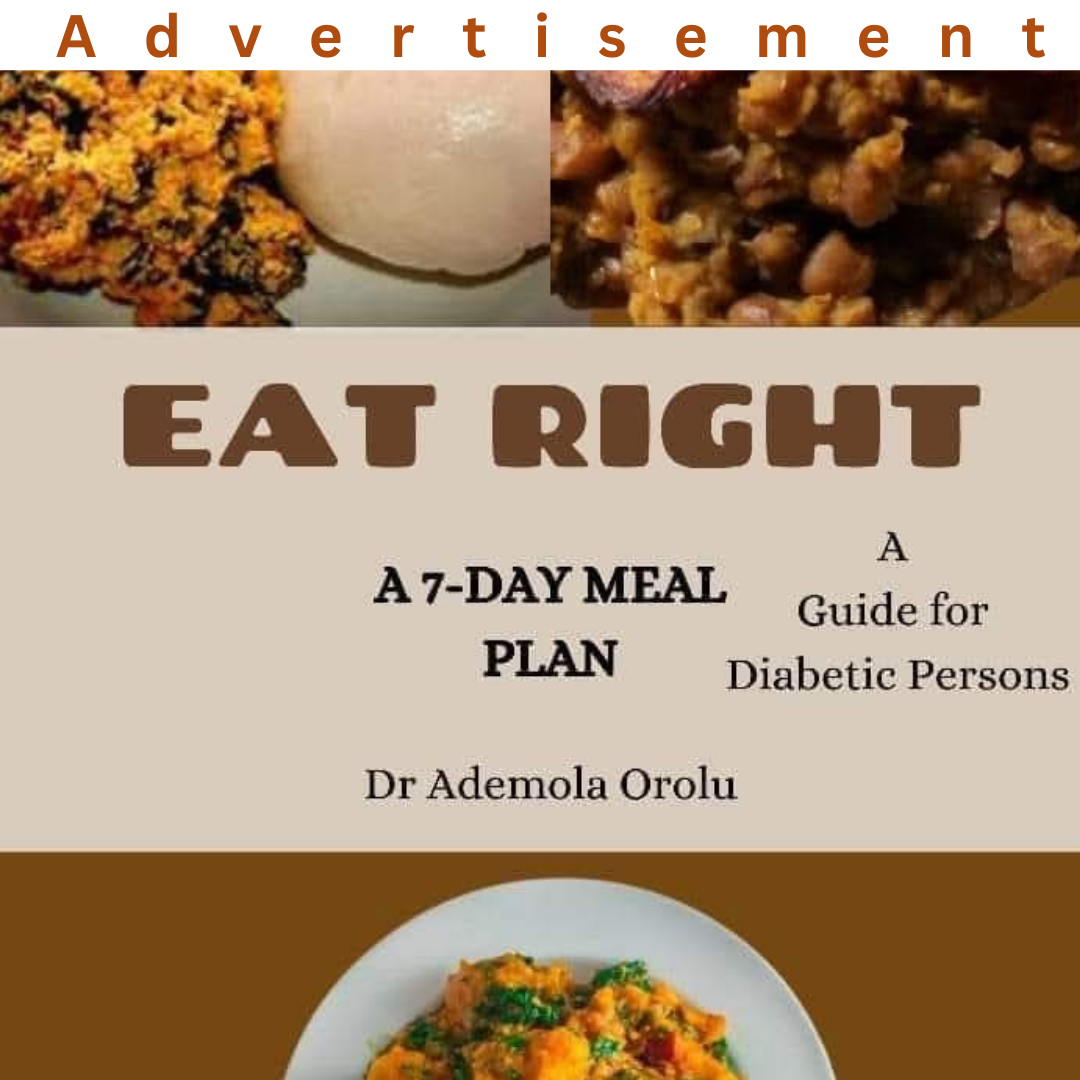 Advertisement
EAT RIGHT
A 7-DAY MEAL
PLAN
A
Guide for
Diabetic Persons
Dr Ademola Orolu